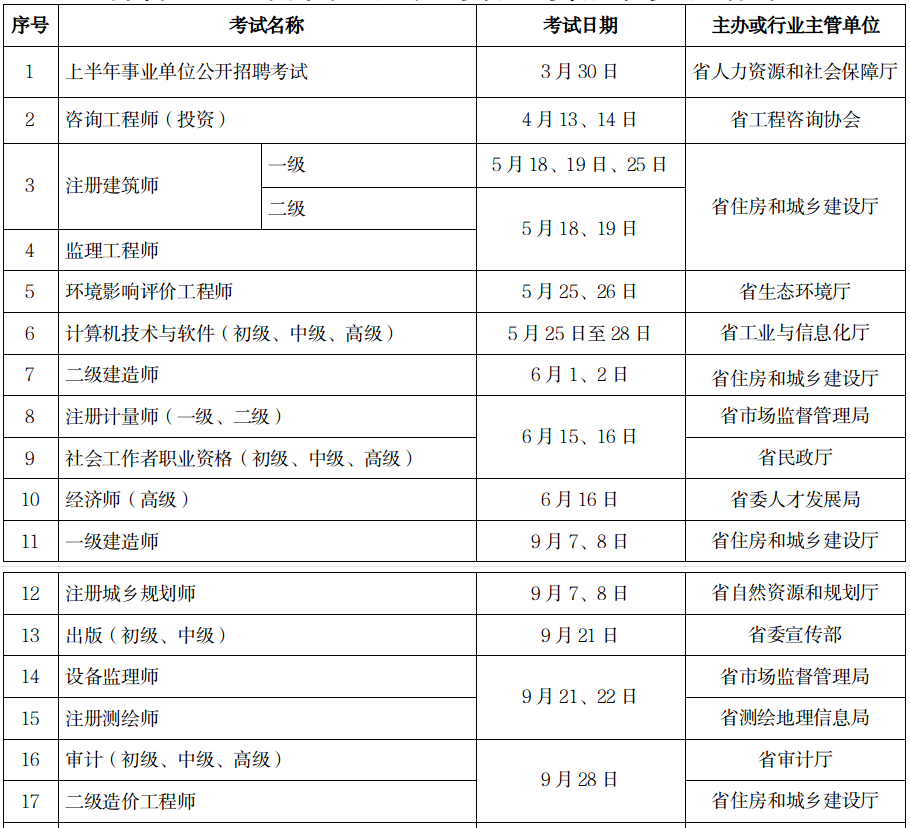 序号 考试名称 考试日期 主办或行业主管单位
1 上半年事业单位公开招聘考试 3月30日 省人力资源和社会保障厅
2 咨询工程师（投资） 4月13、14日 省工程咨询协会
3 注册建筑师 一级 5月18、19日、25日 省住房和城乡建设厅
二级 5月18、19日
4 监理工程师
5 环境影响评价工程师 5月25、26日 省生态环境厅
6 计算机技术与软件（初级、中级、高级） 5月25日至28日 省工业与信息化厅
7 二级建造师 6月1、2日 省住房和城乡建设厅
8 注册计量师（一级、二级） 6月15、16日 省市场监督管理局
9 社会工作者职业资格（初级、中级、高级） 省民政厅
10 经济师（高级） 6月16日 省委人才发展局
11 一级建造师 9月7、8日 省住房和城乡建设厅
12 注册城乡规划师 9月7、8日 省自然资源和规划厅
13 出版（初级、中级） 9月21日 省委宣传部
14 设备监理师 9月21、22日 省市场监督管理局
15 注册测绘师 省测绘地理信息局
16 审计（初级、中级、高级） 9月28日 省审计厅
17 二级造价工程师 省住房和城乡建设厅